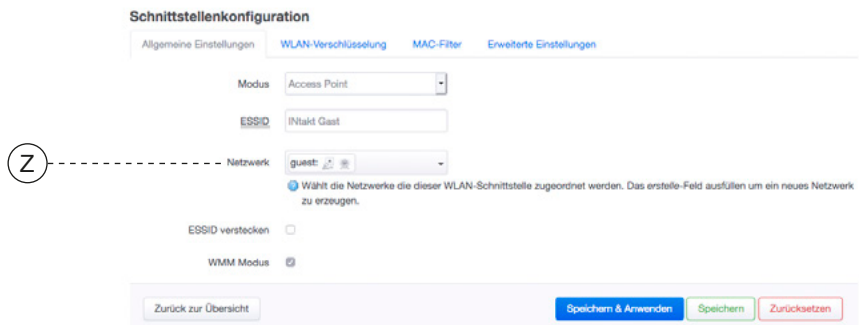 Schnittstellenkonfiguration
Allgemeine Einstellungen WLAN-Verschlüsselung MAC-Filter Erweiterte Einstellungen
Modus Access Point
ESSID INtakt Gast
Z Netzwerk guest:
Wählt die Netzwerke die dieser WLAN-Schnittstelle zugeordnet werden. Das erstelle-Feld ausfüllen um ein neues Netzwerk
zu erzeugen.
ESSID verstecken
WMM Modus
Zurück zur Übersicht Speichern & Anwenden Speichern Zurücksetzen